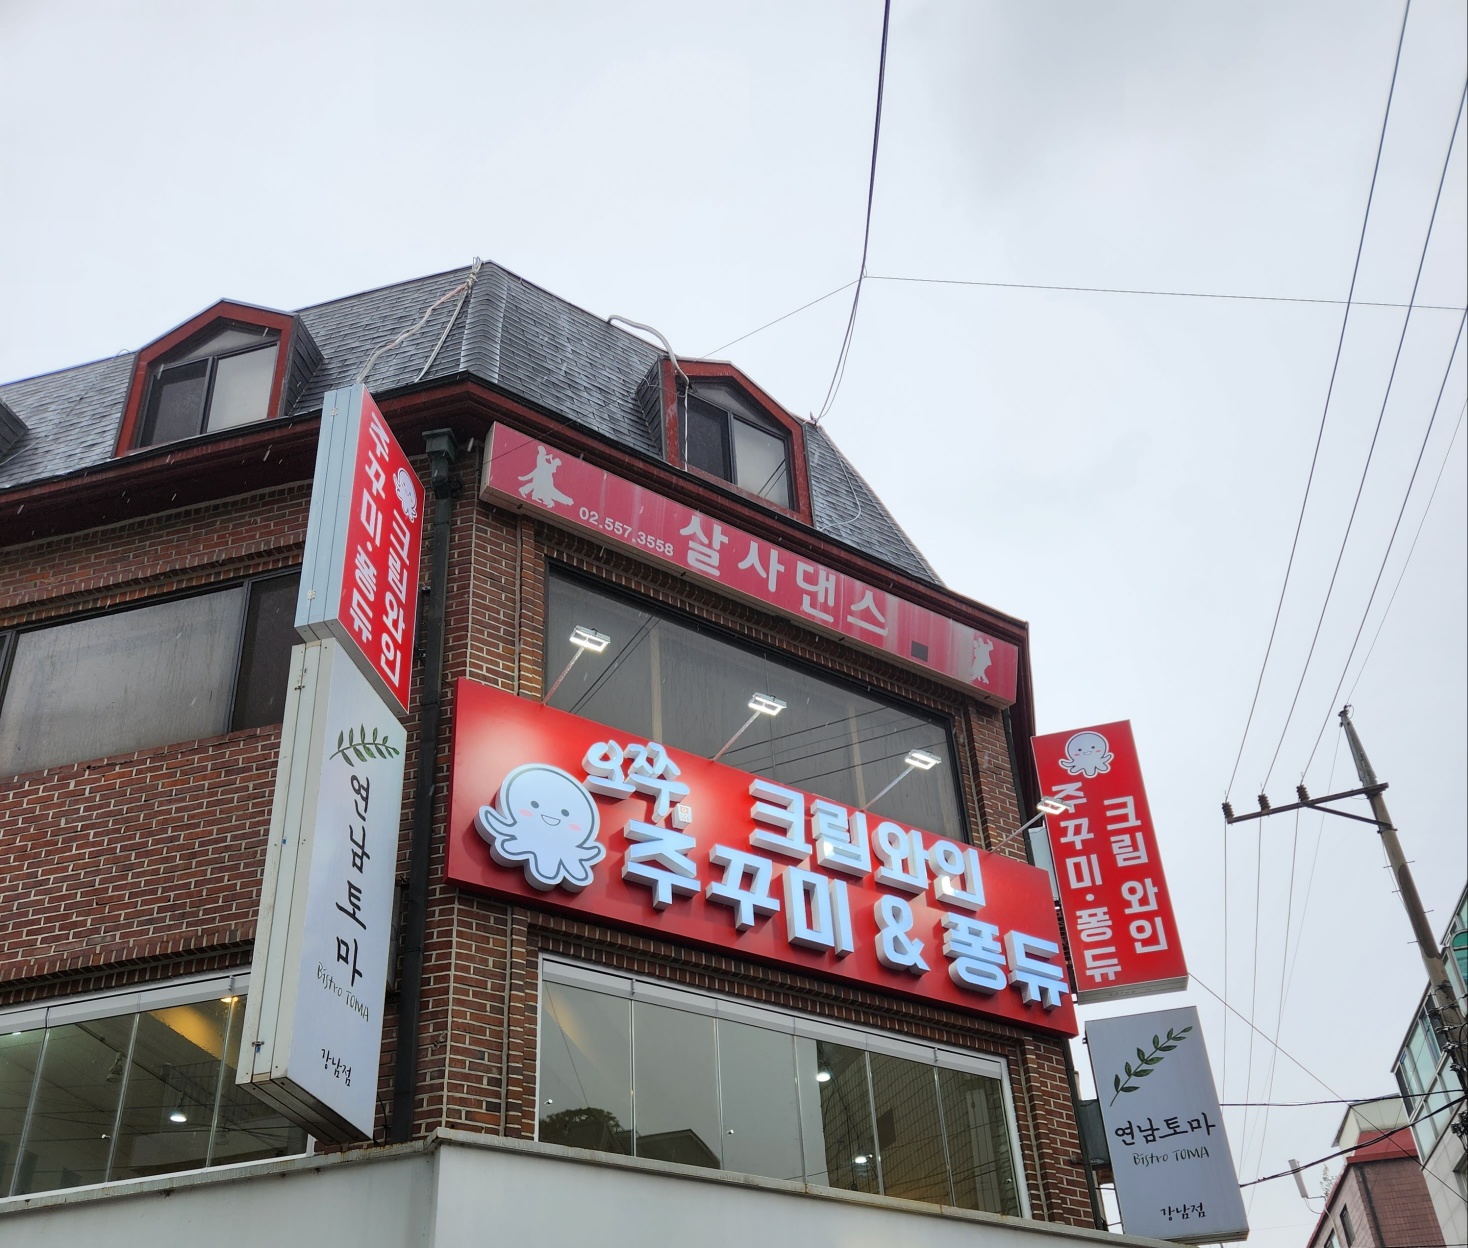 주꾸미·퐁듀
크림와인
연남토마
Bistro TOMA
강남점
02.557.3558
살사댄스
오쭈
크림와인
주꾸미 & 퐁듀
주꾸미·퐁듀
크림와인
연남토마
Bistro TOMA
강남점